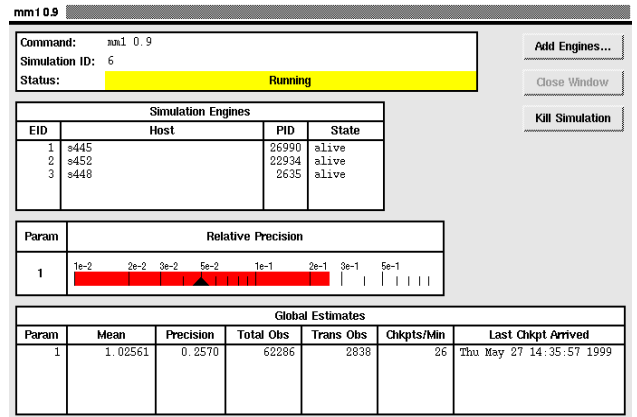 mm1 0.9
Command: mm1 0.9
Simulation ID: 6
Status: Running
Add Engines...
Close Window
Kill Simulation
Simulation Engines
EID Host PID State
1 s445 26990 alive
2 s452 22934 alive
3 s448 2635 alive
Param Relative Precision
1 1e-2 2e-2 3e-2 5e-2 1e-1 2e-1 3e-1 5e-1
Global Estimates
Param Mean Precision Total Obs Trans Obs Chkpts/Min Last Chkpt Arrived
1 1.02561 0.2570 62286 2838 26 Thu May 27 14:35:57 1999